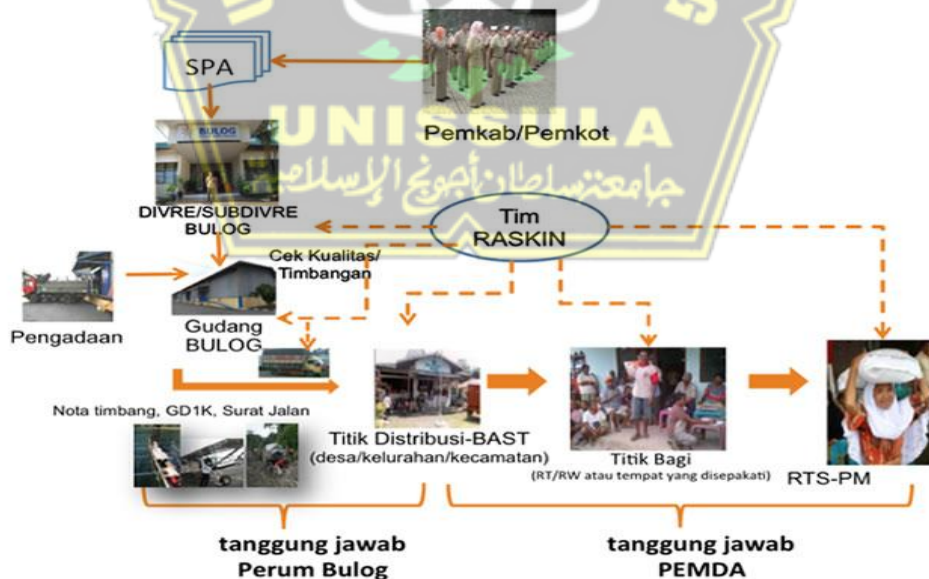 SPA
Pemkab/Pemkot
BULOG
UNISSULA
جامعتنسلطان أجونج الإسلامية
DIVRE/SUBDIVRE
BULOG
Tim
RASKIN
Cek Kualitas/
Timbangan
Pengadaan
Gudang
BULOG
Nota timbang, GD1K, Surat Jalan
Titik Distribusi-BAST
(desa/kelurahan/kecamatan)
Titik Bagi
(RT/RW atau tempat yang disepakati)
RTS-PM
tanggung jawab
Perum Bulog
tanggung jawab
PEMDA